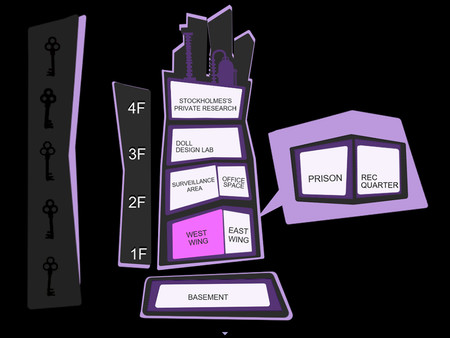 4F
STOCKHOLMES'S
PRIVATE RESEARCH
3F
DOLL
DESIGN LAB
2F
SURVEILLANCE
AREA
OFFICE
SPACE
1F
WEST
WING
EAST
WING
PRISON
REC
QUARTER
BASEMENT